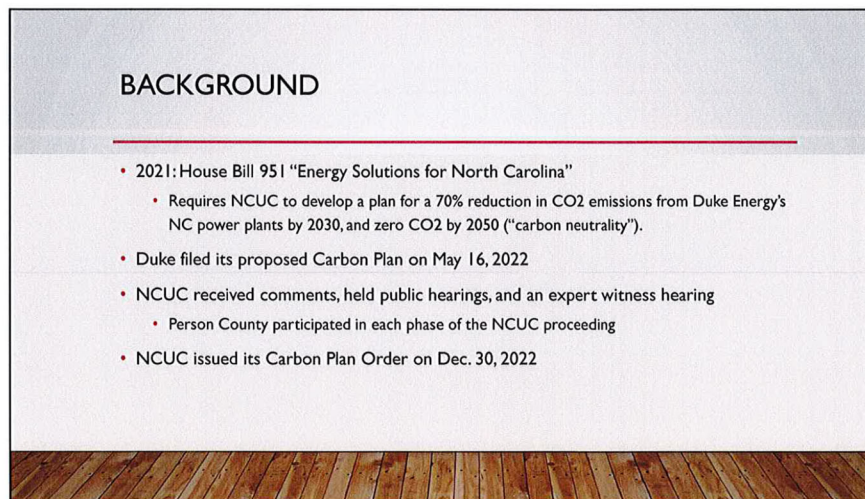 BACKGROUND
• 2021: House Bill 951 "Energy Solutions for North Carolina"
• Requires NCUC to develop a plan for a 70% reduction in CO2 emissions from Duke Energy's
NC power plants by 2030, and zero CO2 by 2050 ("carbon neutrality").
• Duke filed its proposed Carbon Plan on May 16, 2022
• NCUC received comments, held public hearings, and an expert witness hearing
• Person County participated in each phase of the NCUC proceeding
• NCUC issued its Carbon Plan Order on Dec. 30, 2022